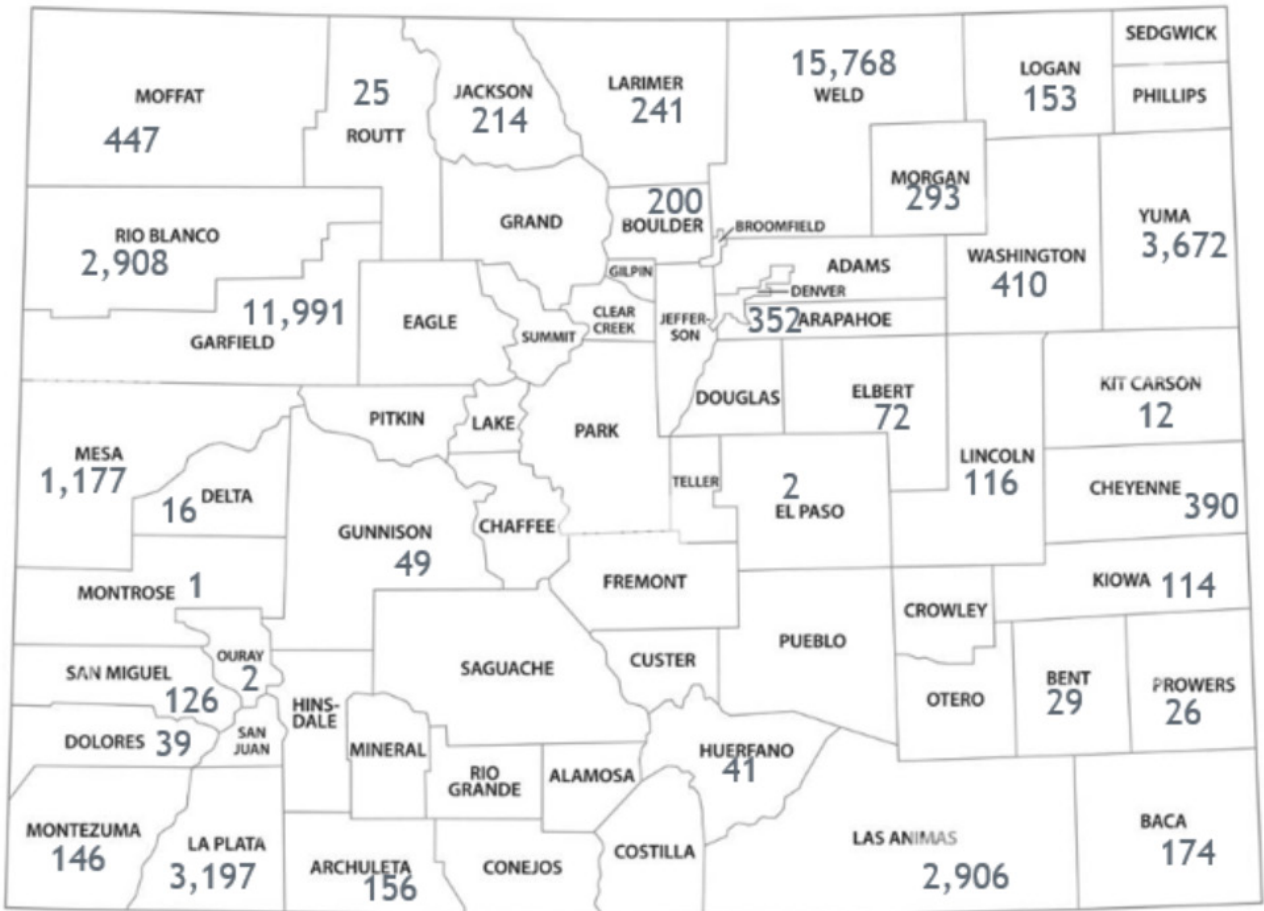 MOFFAT
447
25
ROUTT
JACKSON
214
LARIMER
241
15,768
WELD
LOGAN
153
SEDGWICK
PHILLIPS
MORGAN
293
RIO BLANCO
2,908
GRAND
200
BOULDER
BROOMFIELD
WASHINGTON
410
YUMA
3,672
GILPIN
ADAMS
DENVER
11,991
GARFIELD
EAGLE
SUMMIT
CLEAR
CREEK
JEFFER-
SON
352
ARAPAHOE
PITKIN
LAKE
PARK
DOUGLAS
ELBERT
72
KIT CARSON
12
MESA
1,177
16
DELTA
GUNNISON
49
CHAFFEE
TELLER
2
EL PASO
LINCOLN
116
CHEYENNE
390
MONTROSE
1
FREMONT
CROWLEY
KIOWA
114
OURAY
2
SAN MIGUEL
126
HINS-
DALE
SAGUACHE
CUSTER
PUEBLO
OTERO
BENT
29
PROWERS
26
DOLORES
39
SAN
JUAN
MINERAL
RIO
GRANDE
ALAMOSA
HUERFANO
41
MONTEZUMA
146
LA PLATA
3,197
ARCHULETA
156
CONEJOS
COSTILLA
LAS ANIMAS
2,906
BACA
174